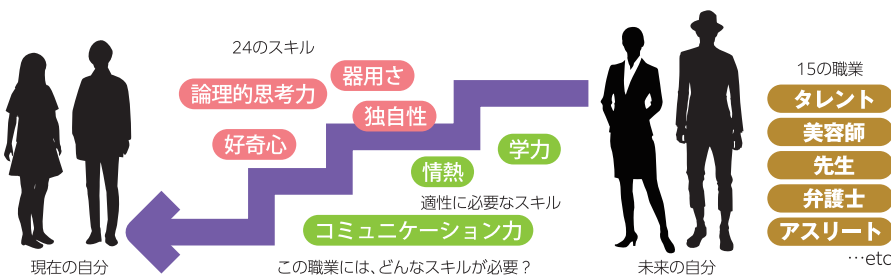 24のスキル
論理的思考力
器用さ
独自性
好奇心
学力
情熱
適性に必要なスキル
コミュニケーション力
現在の自分
この職業には、どんなスキルが必要？
未来の自分
15の職業
タレント
美容師
先生
弁護士
アスリート
…etc